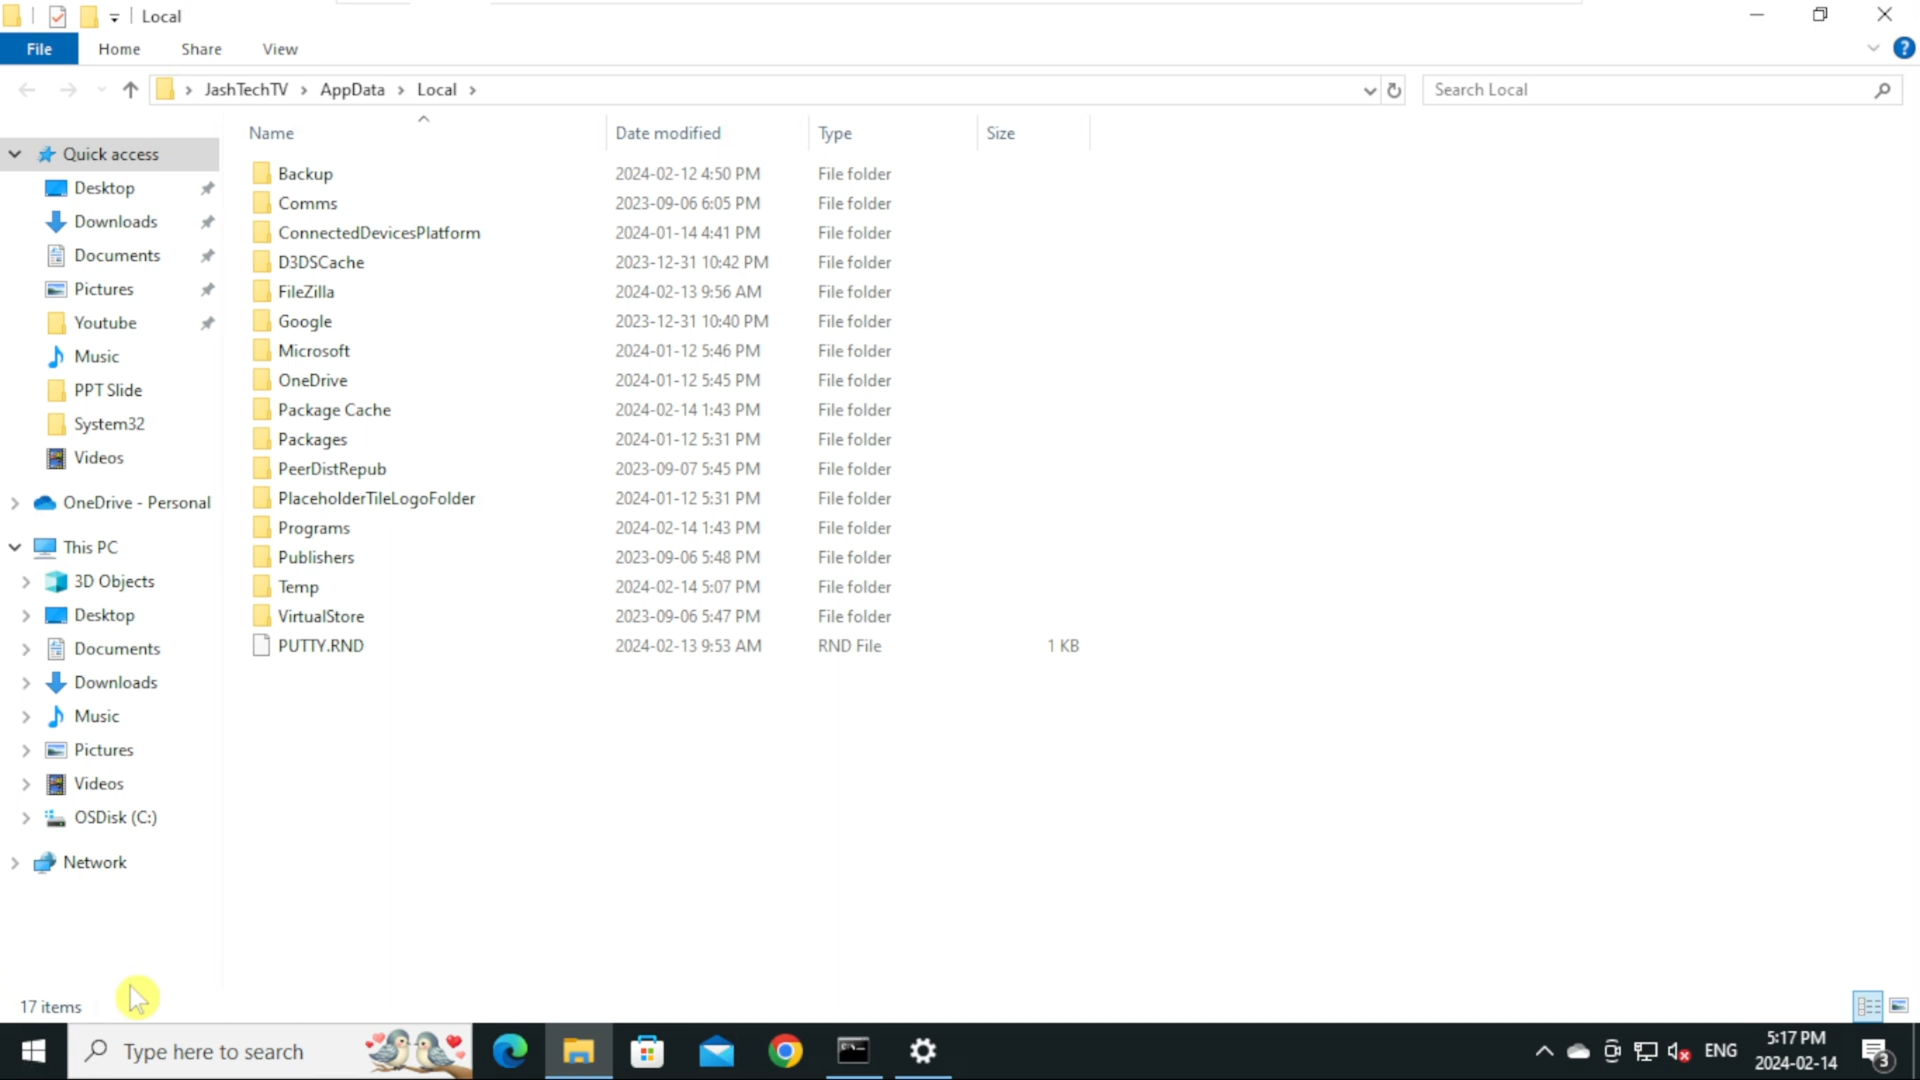 Local
File Home Share View
JashTechTV AppData Local
Search Local
Name Date modified Type Size
Quick access
Desktop
Downloads
Documents
Pictures
Youtube
Music
PPT Slide
System32
Videos
OneDrive - Personal
This PC
3D Objects
Desktop
Documents
Downloads
Music
Pictures
Videos
OSDisk (C:)
Network
Backup 2024-02-12 4:50 PM File folder
Comms 2023-09-06 6:05 PM File folder
ConnectedDevicesPlatform 2024-01-14 4:41 PM File folder
D3DSCache 2023-12-31 10:42 PM File folder
FileZilla 2024-02-13 9:56 AM File folder
Google 2023-12-31 10:40 PM File folder
Microsoft 2024-01-12 5:46 PM File folder
OneDrive 2024-01-12 5:45 PM File folder
Package Cache 2024-02-14 1:43 PM File folder
Packages 2024-01-12 5:31 PM File folder
PeerDistRepub 2023-09-07 5:45 PM File folder
PlaceholderTileLogoFolder 2024-01-12 5:31 PM File folder
Programs 2024-02-14 1:43 PM File folder
Publishers 2023-09-06 5:48 PM File folder
Temp 2024-02-14 5:07 PM File folder
VirtualStore 2023-09-06 5:47 PM File folder
PUTTY.RND 2024-02-13 9:53 AM RND File 1 KB
17 items
Type here to search
ENG
5:17 PM
2024-02-14
3